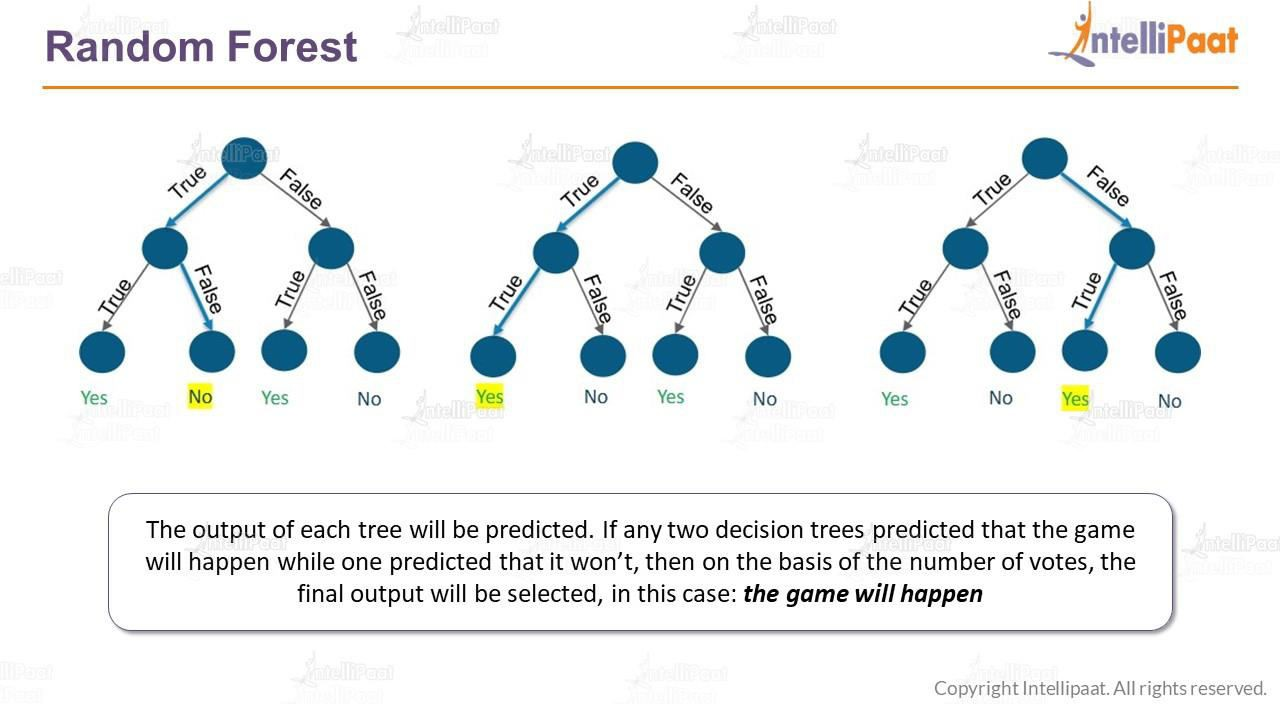 Random Forest
IntelliPaat
True
False
True
False
True
False
Yes
No
Yes
No
True
False
True
False
True
False
Yes
No
Yes
No
True
False
True
False
True
False
Yes
No
Yes
No
The output of each tree will be predicted. If any two decision trees predicted that the game
will happen while one predicted that it won’t, then on the basis of the number of votes, the
final output will be selected, in this case: the game will happen
Copyright Intellipaat. All rights reserved.